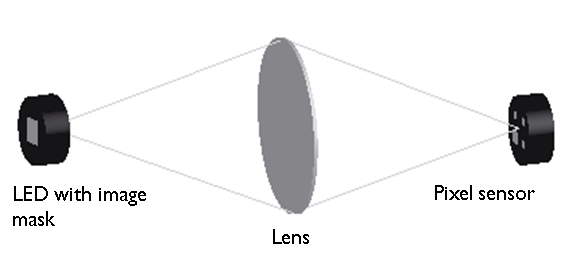 LED with image
mask
Lens
Pixel sensor